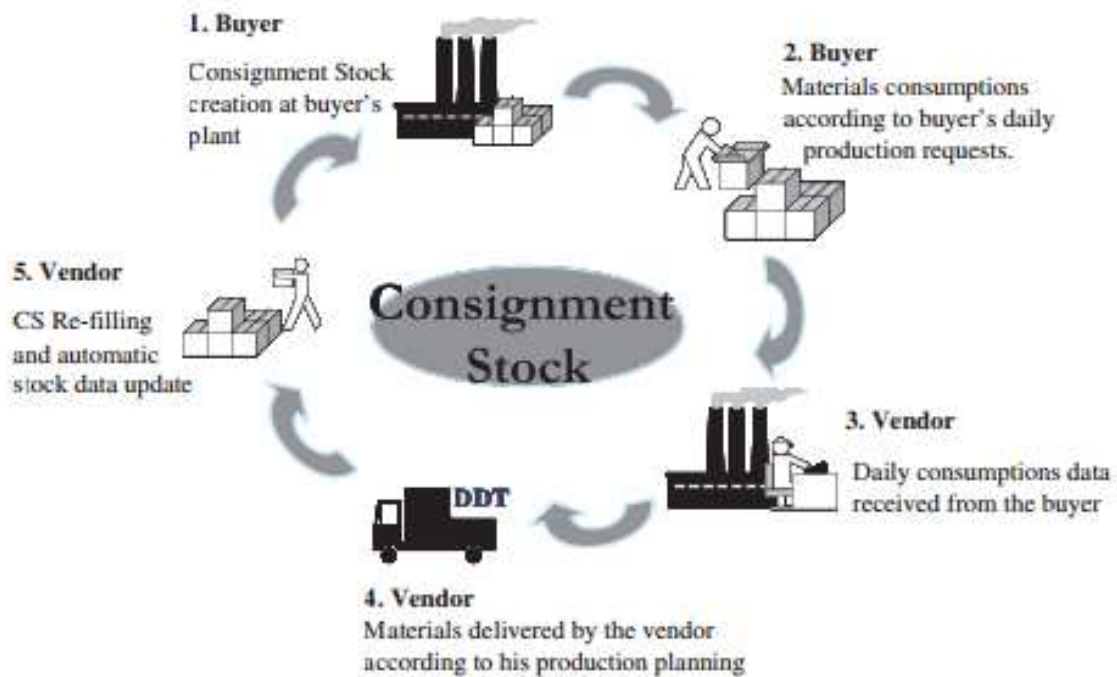 1. Buyer
Consignment Stock
creation at buyer's
plant
2. Buyer
Materials consumptions
according to buyer's daily
production requests.
3. Vendor
Daily consumptions data
received from the buyer
DDT
4. Vendor
Materials delivered by the vendor
according to his production planning
5. Vendor
CS Re-filling
and automatic
stock data update
Consignment
Stock